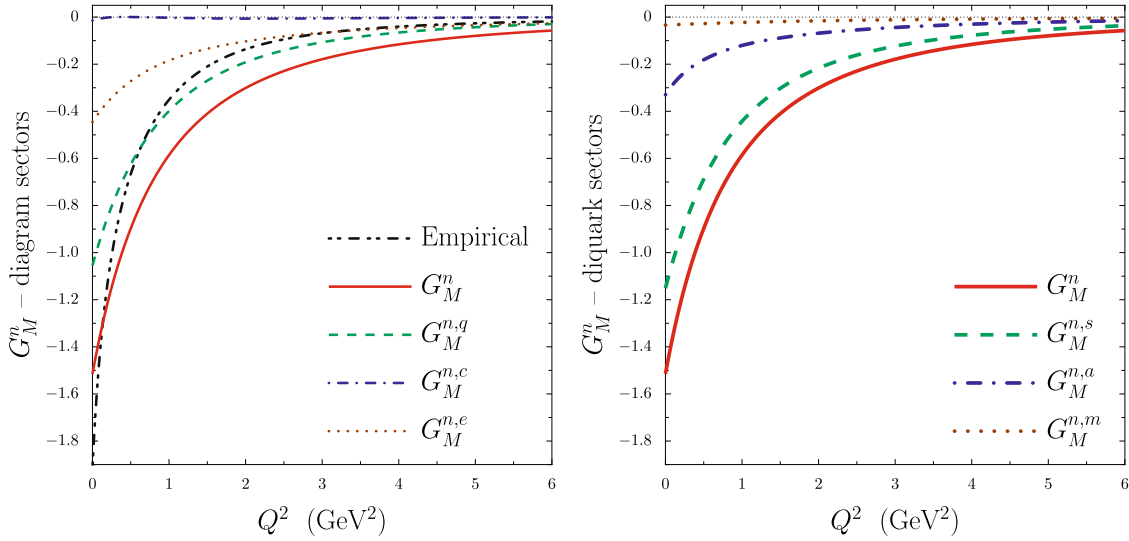 G_M^n – diagram sectors
0
−0.2
−0.4
−0.6
−0.8
−1.0
−1.2
−1.4
−1.6
−1.8
Empirical
G_M^n
G_M^{n,q}
G_M^{n,c}
G_M^{n,e}
0 1 2 3 4 5 6
Q^2 (GeV^2)
G_M^n – diquark sectors
0
−0.2
−0.4
−0.6
−0.8
−1.0
−1.2
−1.4
−1.6
−1.8
G_M^n
G_M^{n,s}
G_M^{n,a}
G_M^{n,m}
0 1 2 3 4 5 6
Q^2 (GeV^2)